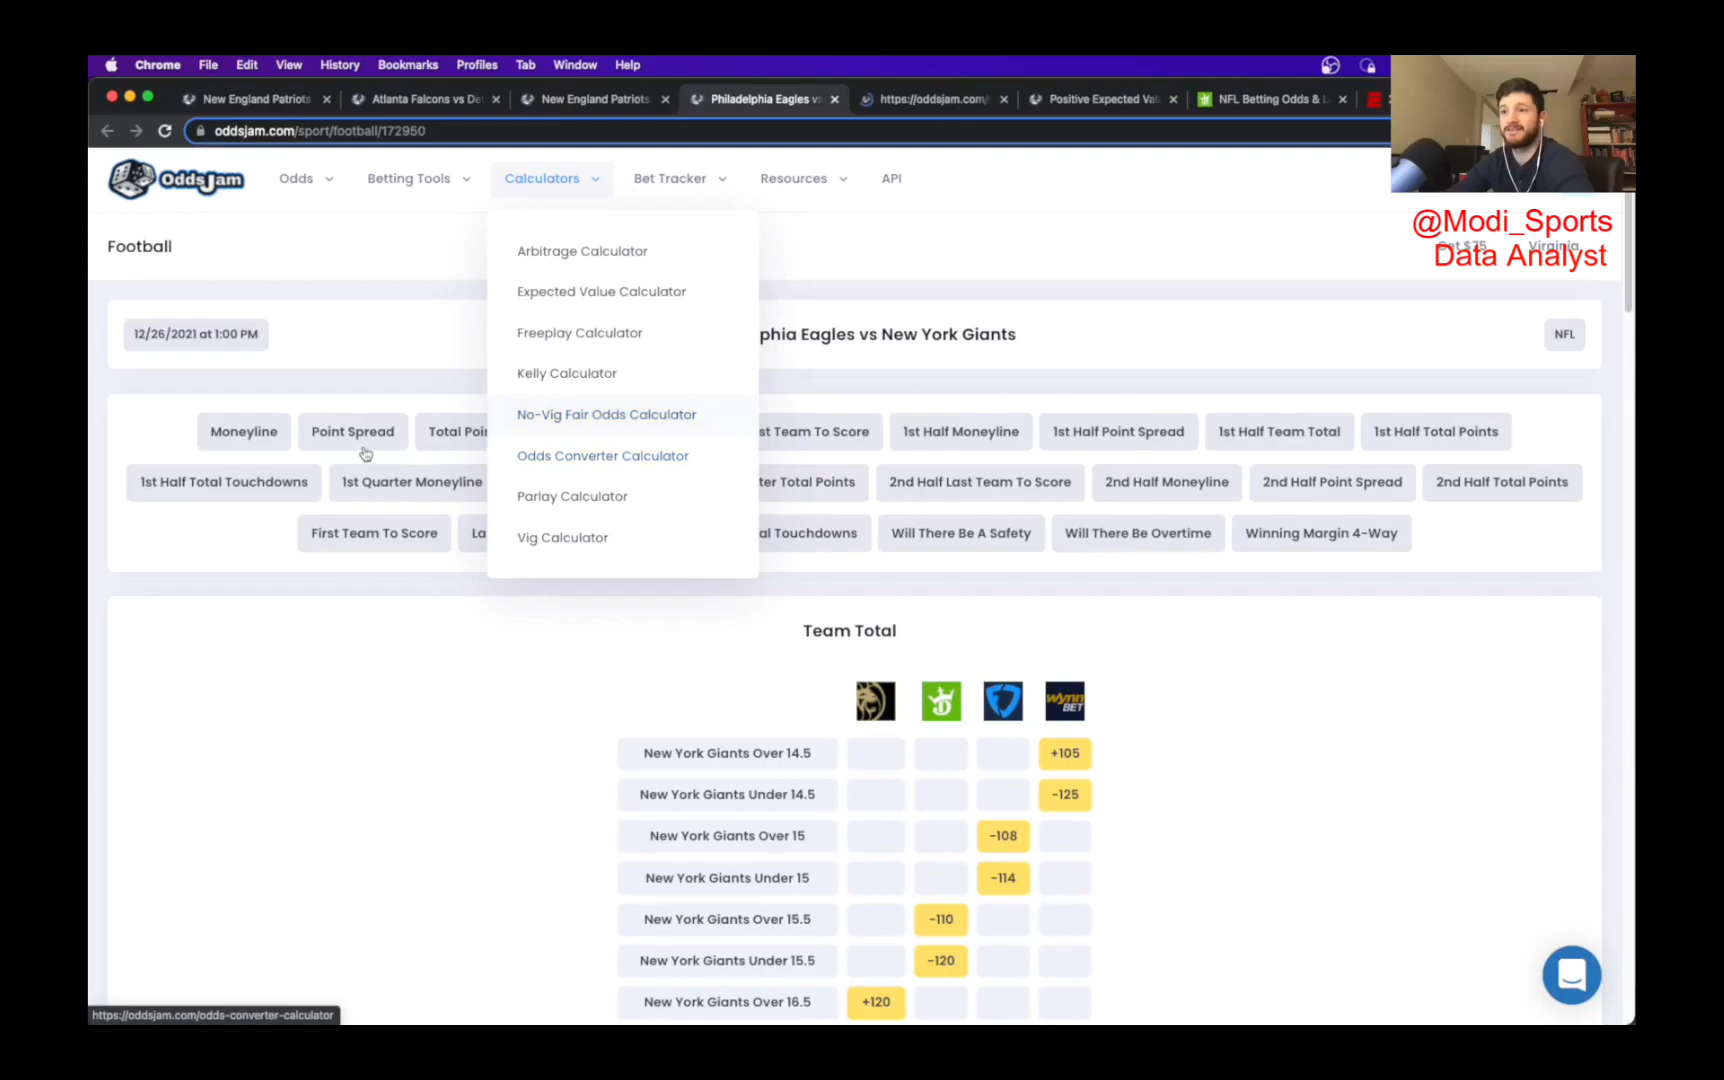 Chrome File Edit View History Bookmarks Profiles Tab Window Help
New England Patriots
Atlanta Falcons vs De
New England Patriots
Philadelphia Eagles v
https://oddsjam.com/
Positive Expected Val
NFL Betting Odds & L
oddsjam.com/sport/football/172950
OddsJam
Odds
Betting Tools
Calculators
Bet Tracker
Resources
API
@Modi_Sports
Data Analyst
Football
Get $75
Virginia
Arbitrage Calculator
Expected Value Calculator
Freeplay Calculator
Kelly Calculator
No-Vig Fair Odds Calculator
Odds Converter Calculator
Parlay Calculator
Vig Calculator
12/26/2021 at 1:00 PM
phia Eagles vs New York Giants
NFL
Moneyline
Point Spread
Total Poi
st Team To Score
1st Half Moneyline
1st Half Point Spread
1st Half Team Total
1st Half Total Points
1st Half Total Touchdowns
1st Quarter Moneyline
ter Total Points
2nd Half Last Team To Score
2nd Half Moneyline
2nd Half Point Spread
2nd Half Total Points
First Team To Score
La
al Touchdowns
Will There Be A Safety
Will There Be Overtime
Winning Margin 4-Way
Team Total
WYNN
BET
New York Giants Over 14.5 +105
New York Giants Under 14.5 -125
New York Giants Over 15 -108
New York Giants Under 15 -114
New York Giants Over 15.5 -110
New York Giants Under 15.5 -120
New York Giants Over 16.5 +120
https://oddsjam.com/odds-converter-calculator